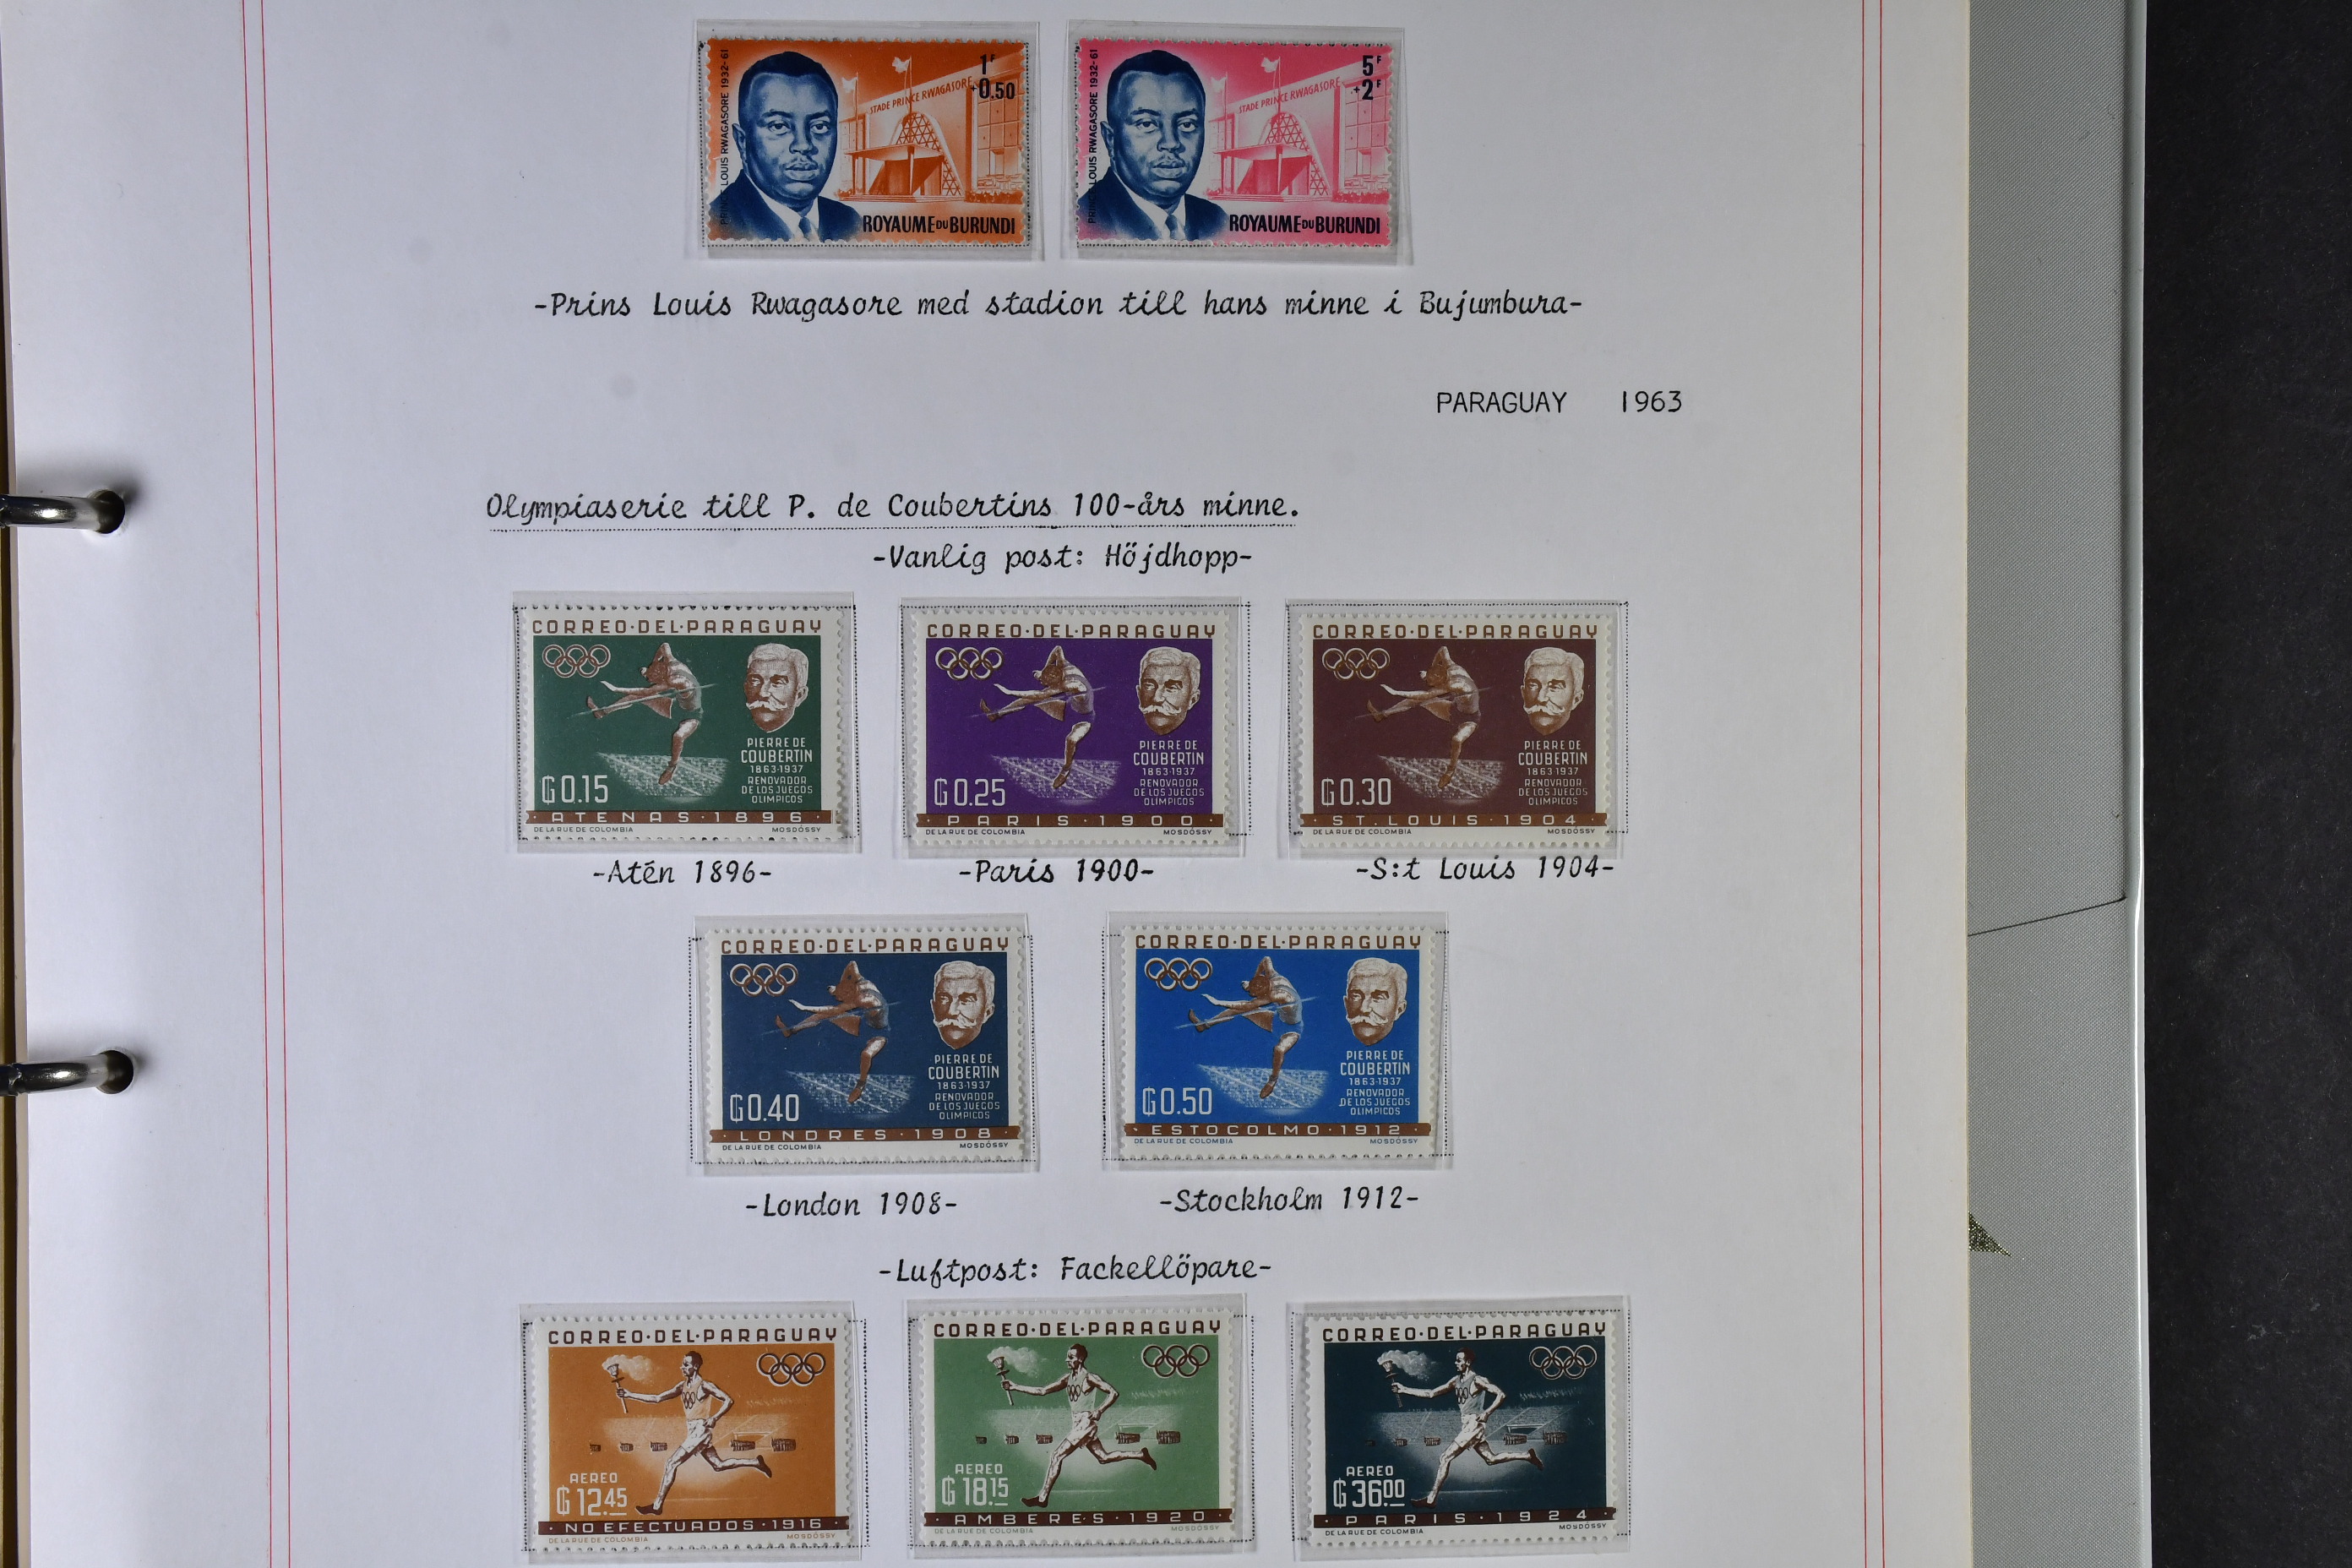 PRINCE LOUIS RWAGASORE 1932-61
1F
+0.50
STADE PRINCE RWAGASORE
ROYAUME DU BURUNDI
PRINCE LOUIS RWAGASORE 1932-61
5F
+2F
STADE PRINCE RWAGASORE
ROYAUME DU BURUNDI
-Prins Louis Rwagasore med stadion till hans minne i Bujumbura-
PARAGUAY 1963
Olympiaserie till P. de Coubertins 100-års minne.
-Vanlig post: Höjdhopp-
CORREO·DEL·PARAGUAY
PIERRE DE
COUBERTIN
1863-1937
RENOVADOR
DE LOS JUEGOS
OLIMPICOS
₲0.15
·ATENAS·1896·
DE LA RUE DE COLOMBIA MOSDÓSSY
CORREO·DEL·PARAGUAY
PIERRE DE
COUBERTIN
1863-1937
RENOVADOR
DE LOS JUEGOS
OLIMPICOS
₲0.25
·PARIS·1900·
DE LA RUE DE COLOMBIA MOSDÓSSY
CORREO·DEL·PARAGUAY
PIERRE DE
COUBERTIN
1863-1937
RENOVADOR
DE LOS JUEGOS
OLIMPICOS
₲0.30
·ST. LOUIS·1904·
DE LA RUE DE COLOMBIA MOSDÓSSY
-Atén 1896-
-Paris 1900-
-S:t Louis 1904-
CORREO·DEL·PARAGUAY
PIERRE DE
COUBERTIN
1863-1937
RENOVADOR
DE LOS JUEGOS
OLIMPICOS
₲0.40
·LONDRES·1908·
DE LA RUE DE COLOMBIA MOSDÓSSY
CORREO·DEL·PARAGUAY
PIERRE DE
COUBERTIN
1863-1937
RENOVADOR
DE LOS JUEGOS
OLIMPICOS
₲0.50
·ESTOCOLMO·1912·
DE LA RUE DE COLOMBIA MOSDÓSSY
-London 1908-
-Stockholm 1912-
-Luftpost: Fackellöpare-
CORREO·DEL·PARAGUAY
AEREO
₲12.45
·NO EFECTUADOS·1916·
DE LA RUE DE COLOMBIA MOSDÓSSY
CORREO·DEL·PARAGUAY
AEREO
₲18.15
·AMBERES·1920·
DE LA RUE DE COLOMBIA MOSDÓSSY
CORREO·DEL·PARAGUAY
AEREO
₲36.00
·PARIS·1924·
DE LA RUE DE COLOMBIA MOSDÓSSY